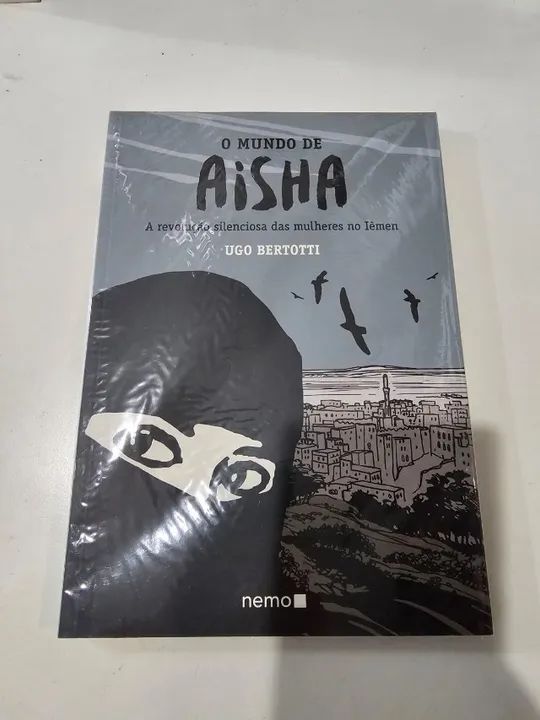 O MUNDO DE
AiSHA
A revolução silenciosa das mulheres no Iêmen
UGO BERTOTTI
nemo